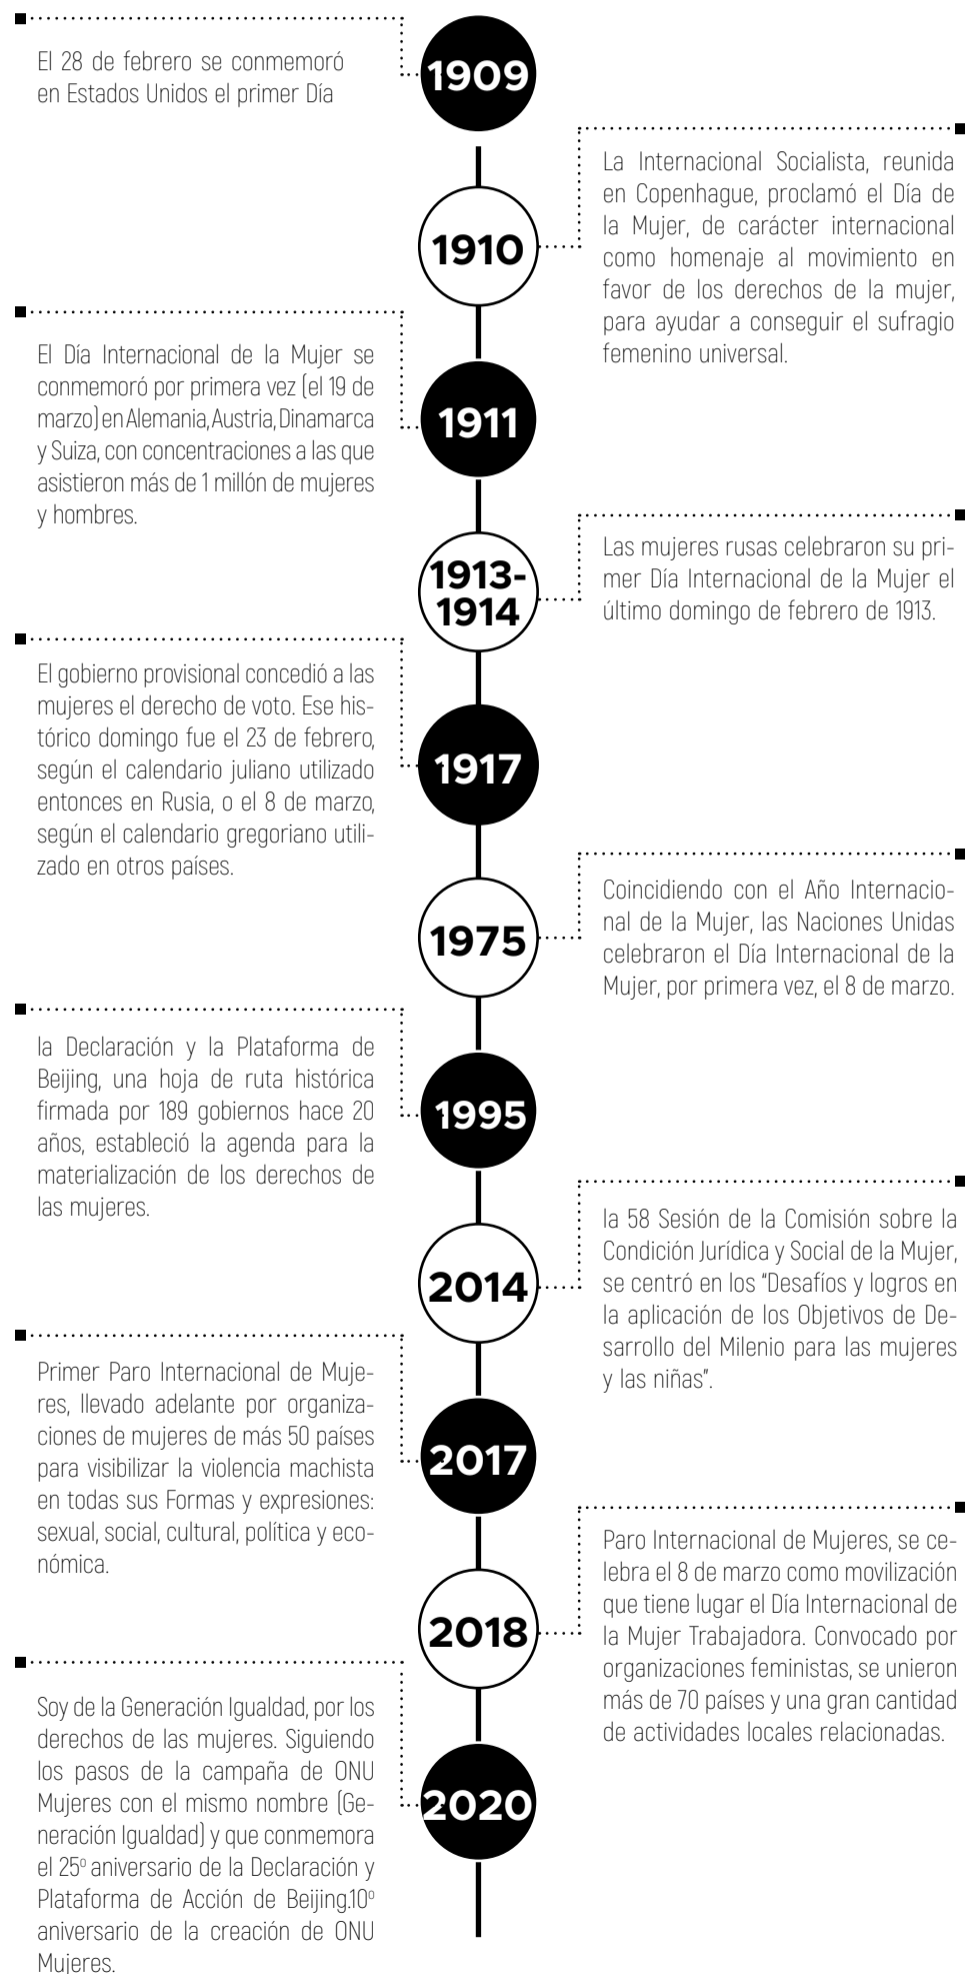 El 28 de febrero se conmemoró
en Estados Unidos el primer Día
1909
La Internacional Socialista, reunida
en Copenhague, proclamó el Día de
la Mujer, de carácter internacional
como homenaje al movimiento en
favor de los derechos de la mujer,
para ayudar a conseguir el sufragio
femenino universal.
1910
El Día Internacional de la Mujer se
conmemoró por primera vez (el 19 de
marzo) en Alemania, Austria, Dinamarca
y Suiza, con concentraciones a las que
asistieron más de 1 millón de mujeres
y hombres.
1911
Las mujeres rusas celebraron su pri-
mer Día Internacional de la Mujer el
último domingo de febrero de 1913.
1913-
1914
El gobierno provisional concedió a las
mujeres el derecho de voto. Ese his-
tórico domingo fue el 23 de febrero,
según el calendario juliano utilizado
entonces en Rusia, o el 8 de marzo,
según el calendario gregoriano utili-
zado en otros países.
1917
Coincidiendo con el Año Internacio-
nal de la Mujer, las Naciones Unidas
celebraron el Día Internacional de la
Mujer, por primera vez, el 8 de marzo.
1975
la Declaración y la Plataforma de
Beijing, una hoja de ruta histórica
firmada por 189 gobiernos hace 20
años, estableció la agenda para la
materialización de los derechos de
las mujeres.
1995
la 58 Sesión de la Comisión sobre la
Condición Jurídica y Social de la Mujer,
se centró en los "Desafíos y logros en
la aplicación de los Objetivos de De-
sarrollo del Milenio para las mujeres
y las niñas".
2014
Primer Paro Internacional de Muje-
res, llevado adelante por organiza-
ciones de mujeres de más 50 países
para visibilizar la violencia machista
en todas sus Formas y expresiones:
sexual, social, cultural, política y eco-
nómica.
2017
Paro Internacional de Mujeres, se ce-
lebra el 8 de marzo como movilización
que tiene lugar el Día Internacional de
la Mujer Trabajadora. Convocado por
organizaciones feministas, se unieron
más de 70 países y una gran cantidad
de actividades locales relacionadas.
2018
Soy de la Generación Igualdad, por los
derechos de las mujeres. Siguiendo
los pasos de la campaña de ONU
Mujeres con el mismo nombre (Ge-
neración Igualdad) y que conmemora
el 25º aniversario de la Declaración y
Plataforma de Acción de Beijing.10º
aniversario de la creación de ONU
Mujeres.
2020